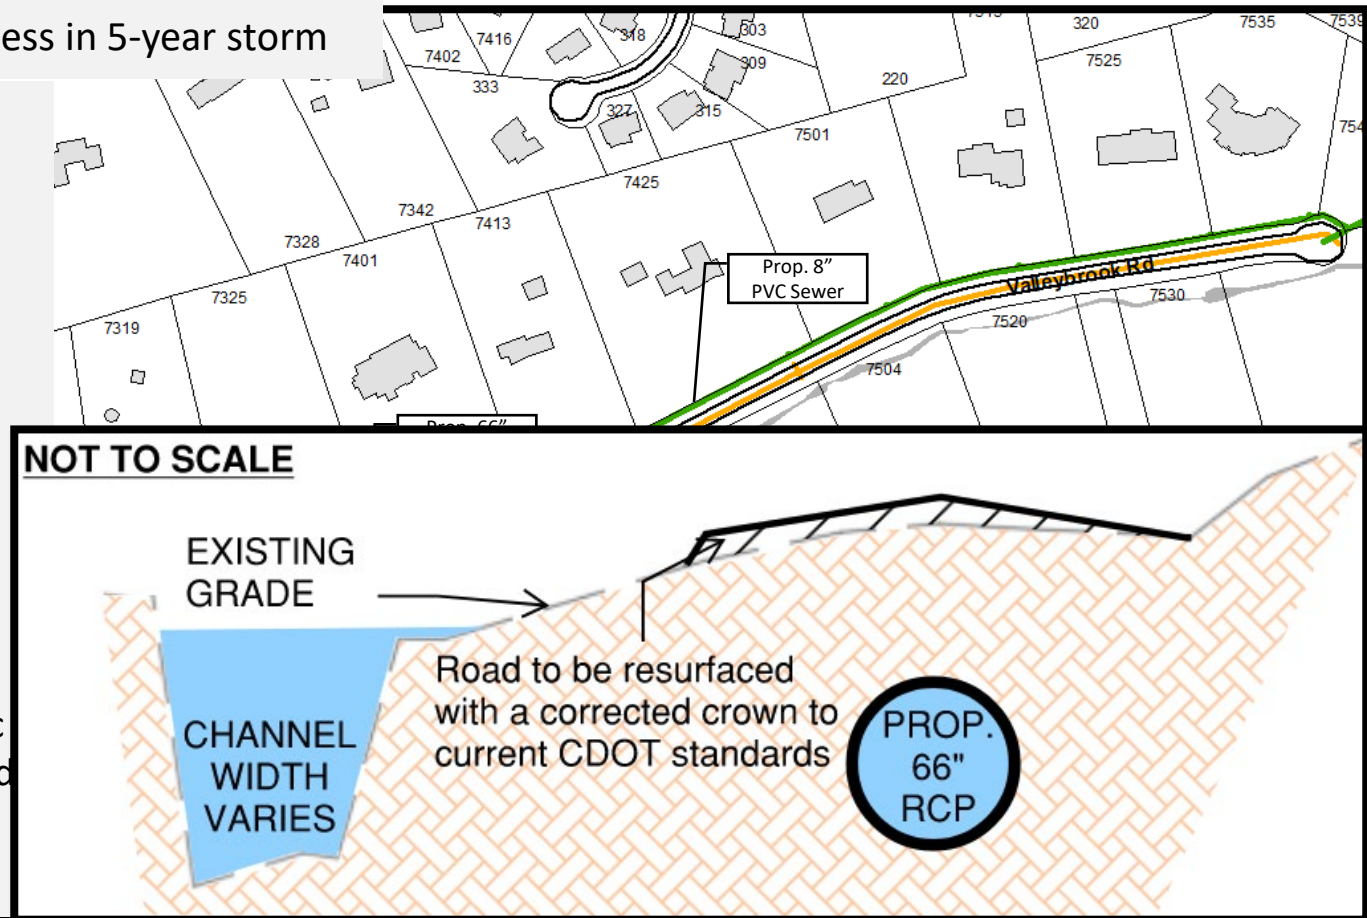 ess in 5-year storm
7402
7416
318
303
320
7535
7539
333
309
7525
327
315
220
7501
754
7425
7342
7413
7328
7401
7325
7319
Prop. 8”
PVC Sewer
Valleybrook Rd
7530
7520
7504
Prop. 66”
NOT TO SCALE
EXISTING
GRADE
Road to be resurfaced
with a corrected crown to
current CDOT standards
CHANNEL
WIDTH
VARIES
PROP.
66"
RCP